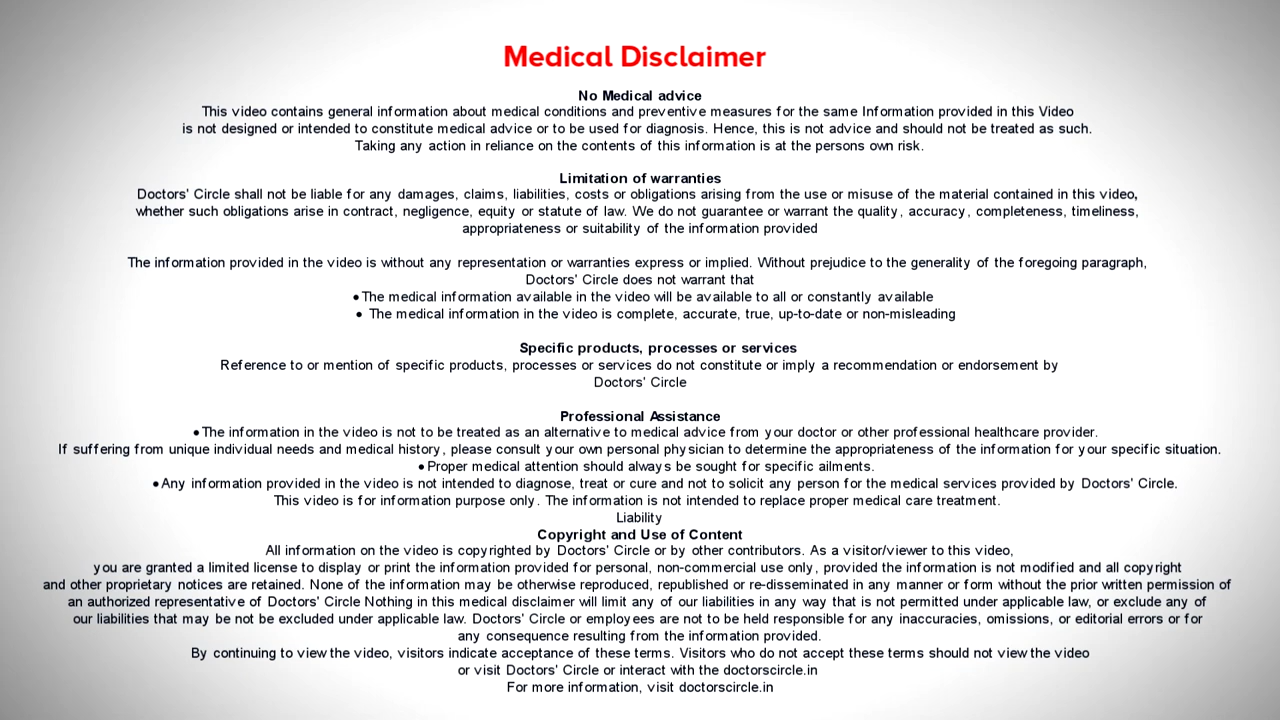 Medical Disclaimer
No Medical advice
This video contains general information about medical conditions and preventive measures for the same Information provided in this Video
is not designed or intended to constitute medical advice or to be used for diagnosis. Hence, this is not advice and should not be treated as such.
Taking any action in reliance on the contents of this information is at the persons own risk.
Limitation of warranties
Doctors' Circle shall not be liable for any damages, claims, liabilities, costs or obligations arising from the use or misuse of the material contained in this video,
whether such obligations arise in contract, negligence, equity or statute of law. We do not guarantee or warrant the quality, accuracy, completeness, timeliness,
appropriateness or suitability of the information provided
The information provided in the video is without any representation or warranties express or implied. Without prejudice to the generality of the foregoing paragraph,
Doctors' Circle does not warrant that
• The medical information available in the video will be available to all or constantly available
• The medical information in the video is complete, accurate, true, up-to-date or non-misleading
Specific products, processes or services
Reference to or mention of specific products, processes or services do not constitute or imply a recommendation or endorsement by
Doctors' Circle
Professional Assistance
• The information in the video is not to be treated as an alternative to medical advice from your doctor or other professional healthcare provider.
If suffering from unique individual needs and medical history, please consult your own personal physician to determine the appropriateness of the information for your specific situation.
• Proper medical attention should always be sought for specific ailments.
• Any information provided in the video is not intended to diagnose, treat or cure and not to solicit any person for the medical services provided by Doctors' Circle.
This video is for information purpose only. The information is not intended to replace proper medical care treatment.
Liability
Copyright and Use of Content
All information on the video is copyrighted by Doctors' Circle or by other contributors. As a visitor/viewer to this video,
you are granted a limited license to display or print the information provided for personal, non-commercial use only, provided the information is not modified and all copyright
and other proprietary notices are retained. None of the information may be otherwise reproduced, republished or re-disseminated in any manner or form without the prior written permission of
an authorized representative of Doctors' Circle Nothing in this medical disclaimer will limit any of our liabilities in any way that is not permitted under applicable law, or exclude any of
our liabilities that may be not be excluded under applicable law. Doctors' Circle or employees are not to be held responsible for any inaccuracies, omissions, or editorial errors or for
any consequence resulting from the information provided.
By continuing to view the video, visitors indicate acceptance of these terms. Visitors who do not accept these terms should not view the video
or visit Doctors' Circle or interact with the doctorscircle.in
For more information, visit doctorscircle.in